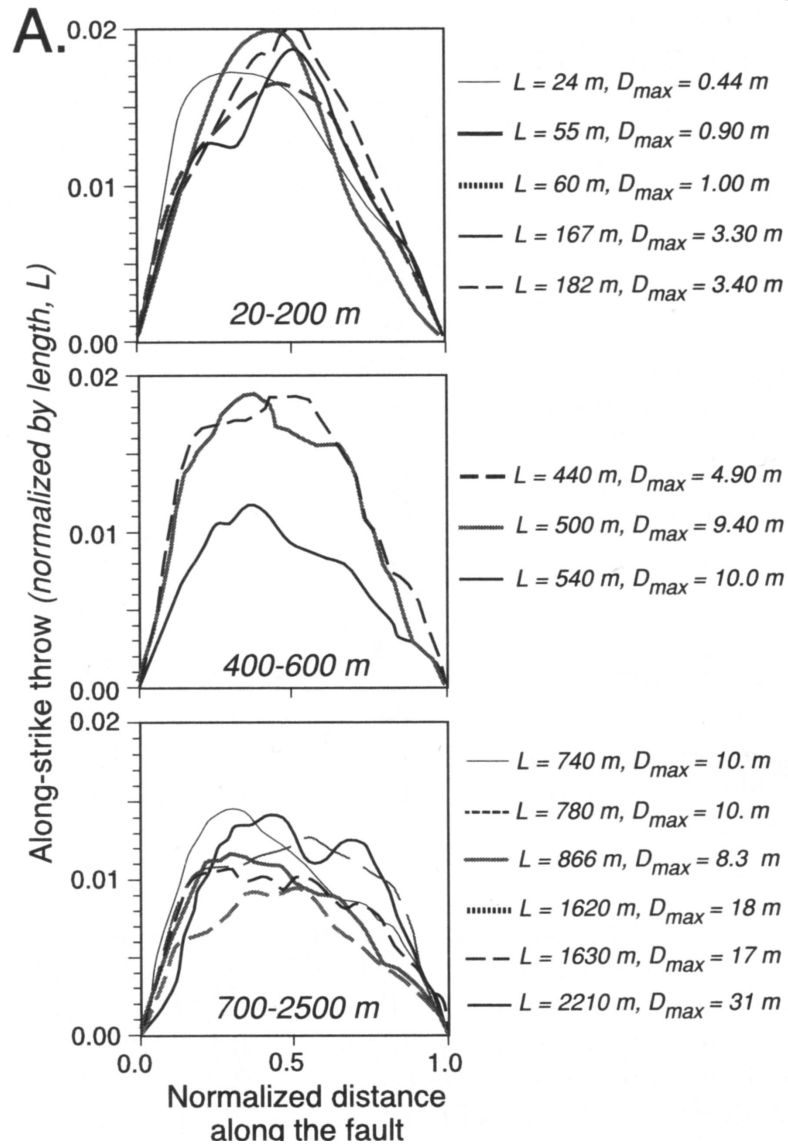 A.
Along-strike throw (normalized by length, L)
0.02
0.01
0.00
20-200 m
L = 24 m, Dmax = 0.44 m
L = 55 m, Dmax = 0.90 m
L = 60 m, Dmax = 1.00 m
L = 167 m, Dmax = 3.30 m
L = 182 m, Dmax = 3.40 m
0.02
0.01
0.00
400-600 m
L = 440 m, Dmax = 4.90 m
L = 500 m, Dmax = 9.40 m
L = 540 m, Dmax = 10.0 m
0.02
0.01
0.00
700-2500 m
L = 740 m, Dmax = 10. m
L = 780 m, Dmax = 10. m
L = 866 m, Dmax = 8.3 m
L = 1620 m, Dmax = 18 m
L = 1630 m, Dmax = 17 m
L = 2210 m, Dmax = 31 m
0.0 0.5 1.0
Normalized distance
along the fault